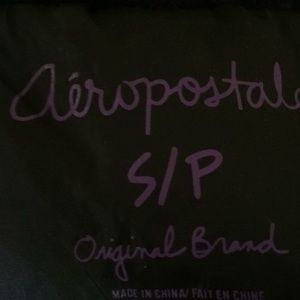 aéropostale
S/P
Original Brand
MADE IN CHINA/ FAIT EN CHINE